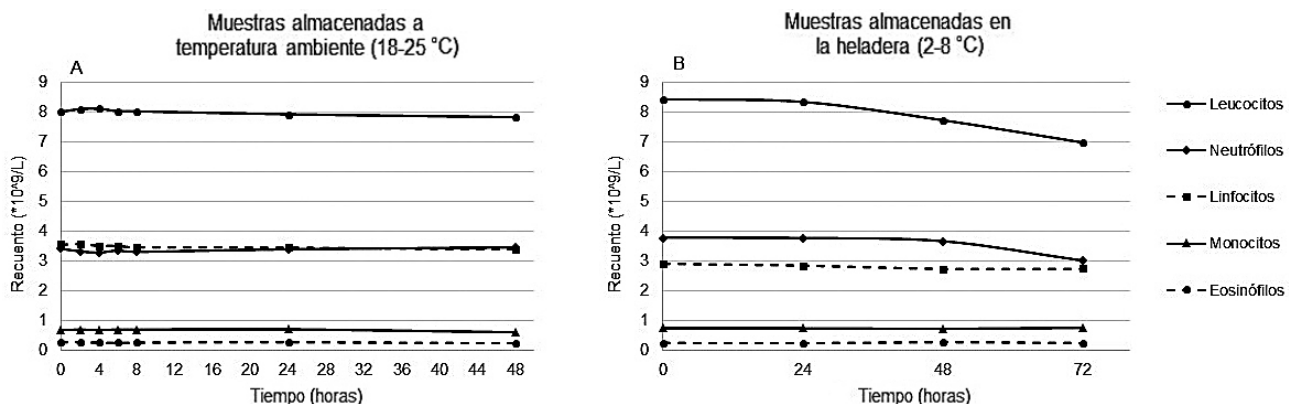 Muestras almacenadas a
temperatura ambiente (18-25 °C)
A
9
8
7
6
5
4
3
2
1
0
Recuento (*10^9/L)
0 4 8 12 16 20 24 28 32 36 40 44 48
Tiempo (horas)
Muestras almacenadas en
la heladera (2-8 °C)
B
9
8
7
6
5
4
3
2
1
0
Recuento (*10^9/L)
0 24 48 72
Tiempo (horas)
Leucocitos
Neutrófilos
Linfocitos
Monocitos
Eosinófilos